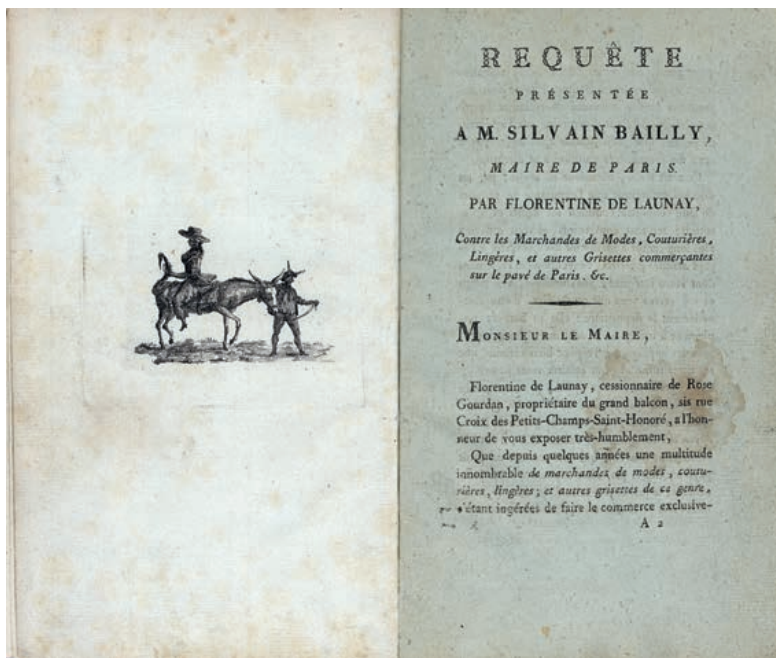 REQUÊTE
PRÉSENTÉE
A M. SILVAIN BAILLY,
MAIRE DE PARIS.
PAR FLORENTINE DE LAUNAY,
Contre les Marchandes de Modes, Couturières,
Lingères, et autres Grisettes commerçantes
sur le pavé de Paris. &c.
MONSIEUR LE MAIRE,
Florentine de Launay, cessionnaire de Rose
Gourdan, propriétaire du grand balcon, sis rue
Croix des Petits-Champs-Saint-Honoré, a l'hon-
neur de vous exposer très-humblement,
Que depuis quelques années une multitude
innombrable de marchandes de modes, coutu-
rières, lingères; et autres grisettes de ce genre,
s'étant ingérées de faire le commerce exclusive-
A 2